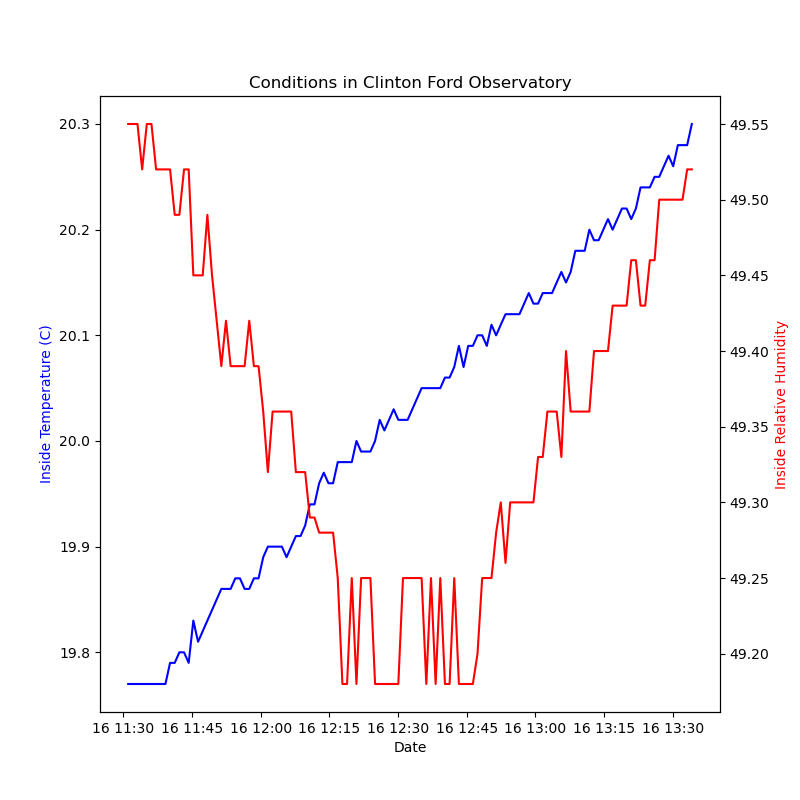 Conditions in Clinton Ford Observatory
Inside Temperature (C)
20.3
20.2
20.1
20.0
19.9
19.8
49.55
49.50
49.45
49.40
49.35
49.30
49.25
49.20
Inside Relative Humidity
16 11:30 16 11:45 16 12:00 16 12:15 16 12:30 16 12:45 16 13:00 16 13:15 16 13:30
Date